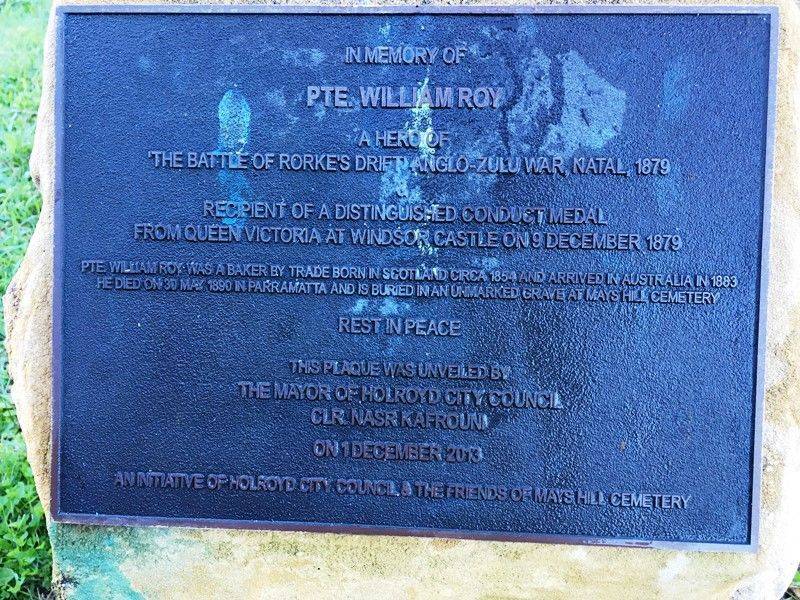 IN MEMORY OF
PTE. WILLIAM ROY
A HERO OF
'THE BATTLE OF RORKE'S DRIFT' ANGLO-ZULU WAR, NATAL, 1879
&
RECIPIENT OF A DISTINGUISHED CONDUCT MEDAL
FROM QUEEN VICTORIA AT WINDSOR CASTLE ON 9 DECEMBER 1879
PTE. WILLIAM ROY WAS A BAKER BY TRADE BORN IN SCOTLAND CIRCA 1854 AND ARRIVED IN AUSTRALIA IN 1883
HE DIED ON 30 MAY 1890 IN PARRAMATTA AND IS BURIED IN AN UNMARKED GRAVE AT MAYS HILL CEMETERY
REST IN PEACE
THIS PLAQUE WAS UNVEILED BY
THE MAYOR OF HOLROYD CITY COUNCIL
CLR. NASR KAFROUNI
ON 1 DECEMBER 2013
AN INITIATIVE OF HOLROYD CITY COUNCIL & THE FRIENDS OF MAYS HILL CEMETERY